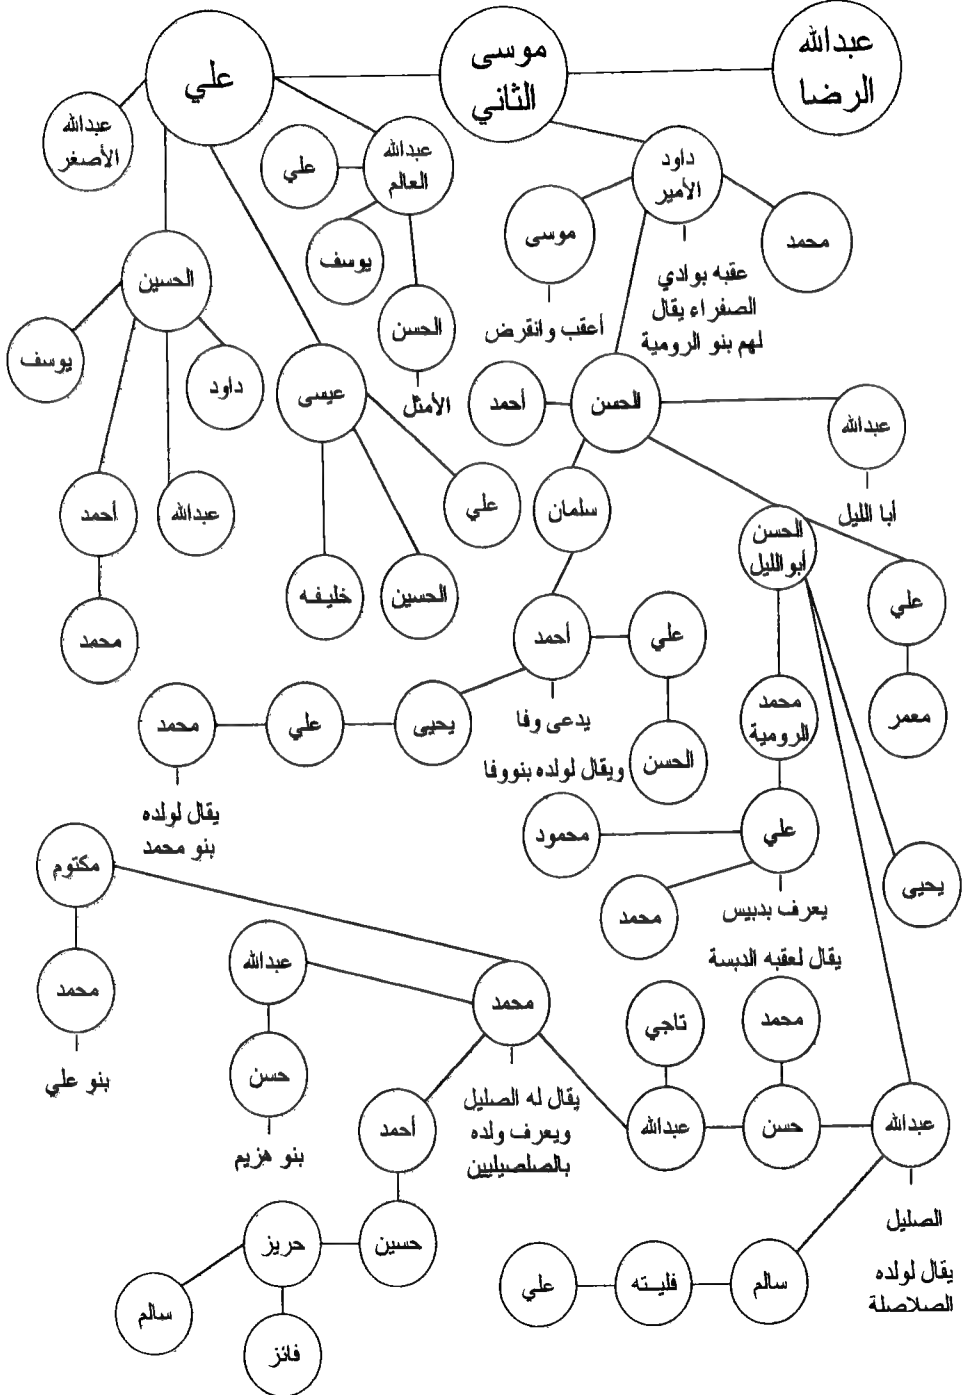 عبدالله
الرضا
موسى
الثاني
علي
عبدالله
الأصغر
علي
عبدالله
العالم
داود
الأمير
محمد
موسى
يوسف
الحسين
عقبه بوادي
الصفراء يقال
لهم بنو الرومية
أعقب وانقرض
الحسن
يوسف
داود
عيسى
الأمثل
أحمد
الحسن
عبدالله
أبا الليل
أحمد
عبدالله
علي
سلمان
الحسن
أبوالليل
خليفه
الحسين
علي
محمد
أحمد
علي
معمر
يدعى وفا
ويقال لولده بنووفا
محمد
علي
يحيى
الحسن
محمد
الرومية
يقال لولده
بنو محمد
محمود
علي
مكتوم
يحيى
محمد
يعرف بدبيس
يقال لعقبه الدبسة
عبدالله
محمد
محمد
تاجي
محمد
بنو علي
حسن
بنو هزيم
أحمد
يقال له الصليل
ويعرف ولده
بالصلصيليين
عبدالله
حسن
عبدالله
الصليل
يقال لولده
الصلاصلة
حريز
حسين
سالم
فائز
علي
فليته
سالم